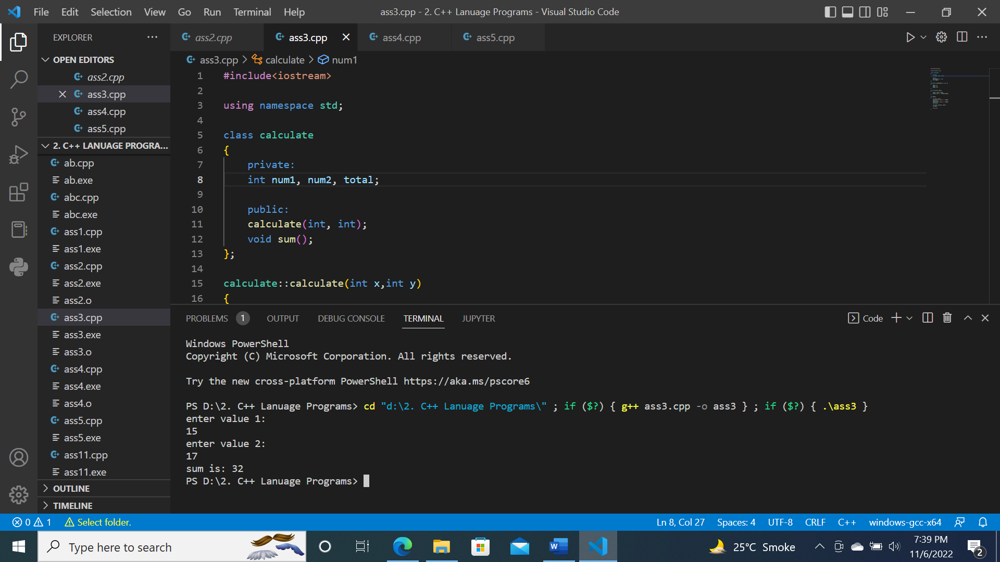 File Edit Selection View Go Run Terminal Help
ass3.cpp - 2. C++ Lanuage Programs - Visual Studio Code
EXPLORER
OPEN EDITORS
ass2.cpp
ass3.cpp
ass4.cpp
ass5.cpp
2. C++ LANUAGE PROGRA...
ab.cpp
ab.exe
abc.cpp
abc.exe
ass1.cpp
ass1.exe
ass2.cpp
ass2.exe
ass2.o
ass3.cpp
ass3.exe
ass3.o
ass4.cpp
ass4.exe
ass4.o
ass5.cpp
ass5.exe
ass11.cpp
ass11.exe
OUTLINE
TIMELINE
ass2.cpp ass3.cpp ass4.cpp ass5.cpp
ass3.cpp > calculate > num1
1 #include<iostream>
2
3 using namespace std;
4
5 class calculate
6 {
7 private:
8 int num1, num2, total;
9
10 public:
11 calculate(int, int);
12 void sum();
13 };
14
15 calculate::calculate(int x,int y)
16 {
PROBLEMS 1 OUTPUT DEBUG CONSOLE TERMINAL JUPYTER
Code
Windows PowerShell
Copyright (C) Microsoft Corporation. All rights reserved.
Try the new cross-platform PowerShell https://aka.ms/pscore6
PS D:\2. C++ Lanuage Programs> cd "d:\2. C++ Lanuage Programs\" ; if ($?) { g++ ass3.cpp -o ass3 } ; if ($?) { .\ass3 }
enter value 1:
15
enter value 2:
17
sum is: 32
PS D:\2. C++ Lanuage Programs>
0 1 Select folder.
Ln 8, Col 27 Spaces: 4 UTF-8 CRLF C++ windows-gcc-x64
Type here to search
25°C Smoke
7:39 PM
11/6/2022
2